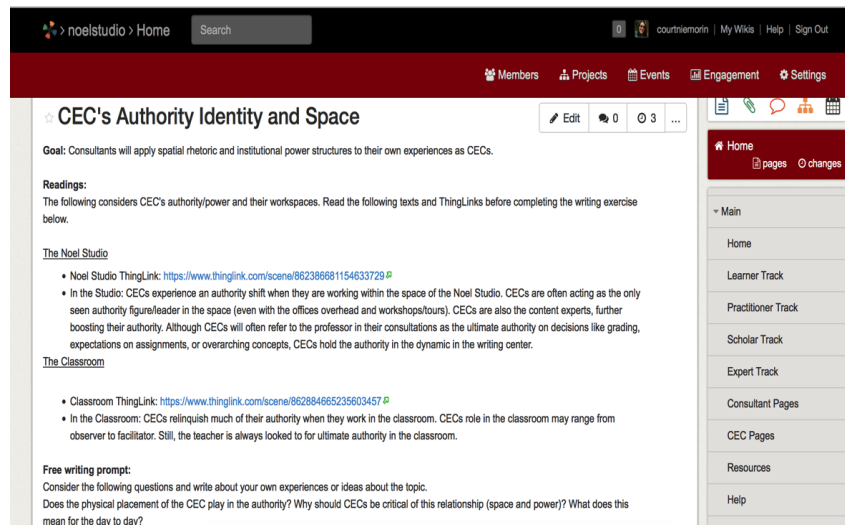 > noelstudio > Home
Search
0 courtniemorin | My Wikis | Help | Sign Out
Members Projects Events Engagement Settings
CEC's Authority Identity and Space
Edit 0 3 ...
Goal: Consultants will apply spatial rhetoric and institutional power structures to their own experiences as CECs.
Readings:
The following considers CEC's authority/power and their workspaces. Read the following texts and ThingLinks before completing the writing exercise
below.
The Noel Studio
• Noel Studio ThingLink: https://www.thinglink.com/scene/862386681154633729
• In the Studio: CECs experience an authority shift when they are working within the space of the Noel Studio. CECs are often acting as the only
seen authority figure/leader in the space (even with the offices overhead and workshops/tours). CECs are also the content experts, further
boosting their authority. Although CECs will often refer to the professor in their consultations as the ultimate authority on decisions like grading,
expectations on assignments, or overarching concepts, CECs hold the authority in the dynamic in the writing center.
The Classroom
• Classroom ThingLink: https://www.thinglink.com/scene/862884665235603457
• In the Classroom: CECs relinquish much of their authority when they work in the classroom. CECs role in the classroom may range from
observer to facilitator. Still, the teacher is always looked to for ultimate authority in the classroom.
Free writing prompt:
Consider the following questions and write about your own experiences or ideas about the topic.
Does the physical placement of the CEC play in the authority? Why should CECs be critical of this relationship (space and power)? What does this
mean for the day to day?
Home
pages changes
Main
Home
Learner Track
Practitioner Track
Scholar Track
Expert Track
Consultant Pages
CEC Pages
Resources
Help